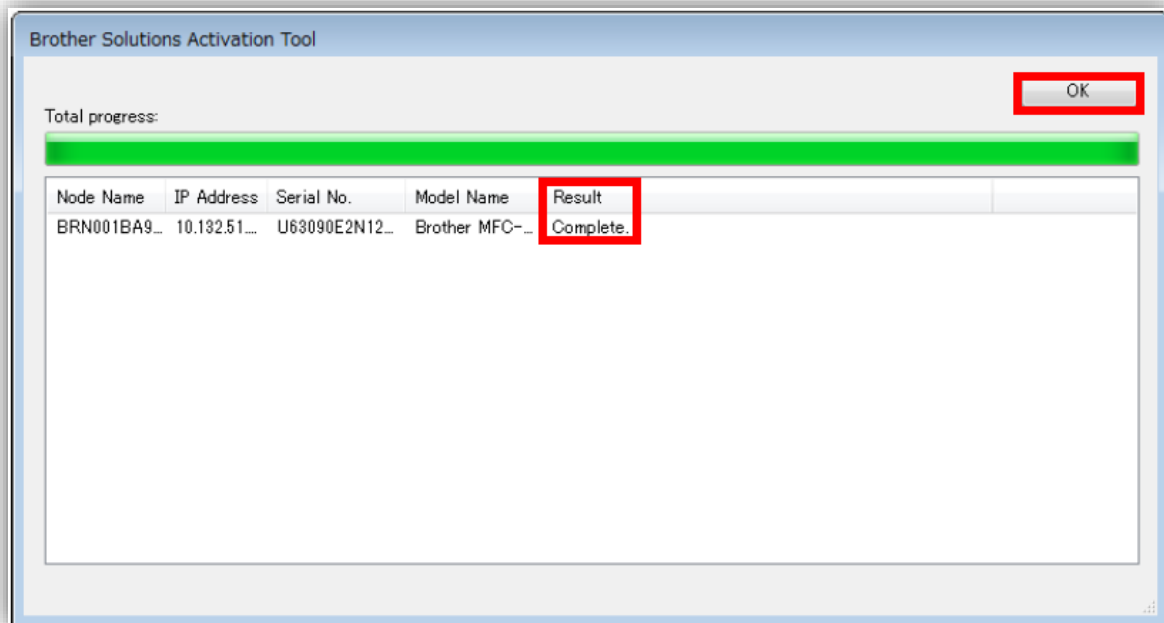 Brother Solutions Activation Tool
OK
Total progress:
Node Name IP Address Serial No. Model Name Result
BRN001BA9... 10.132.51.... U63090E2N12... Brother MFC-... Complete.